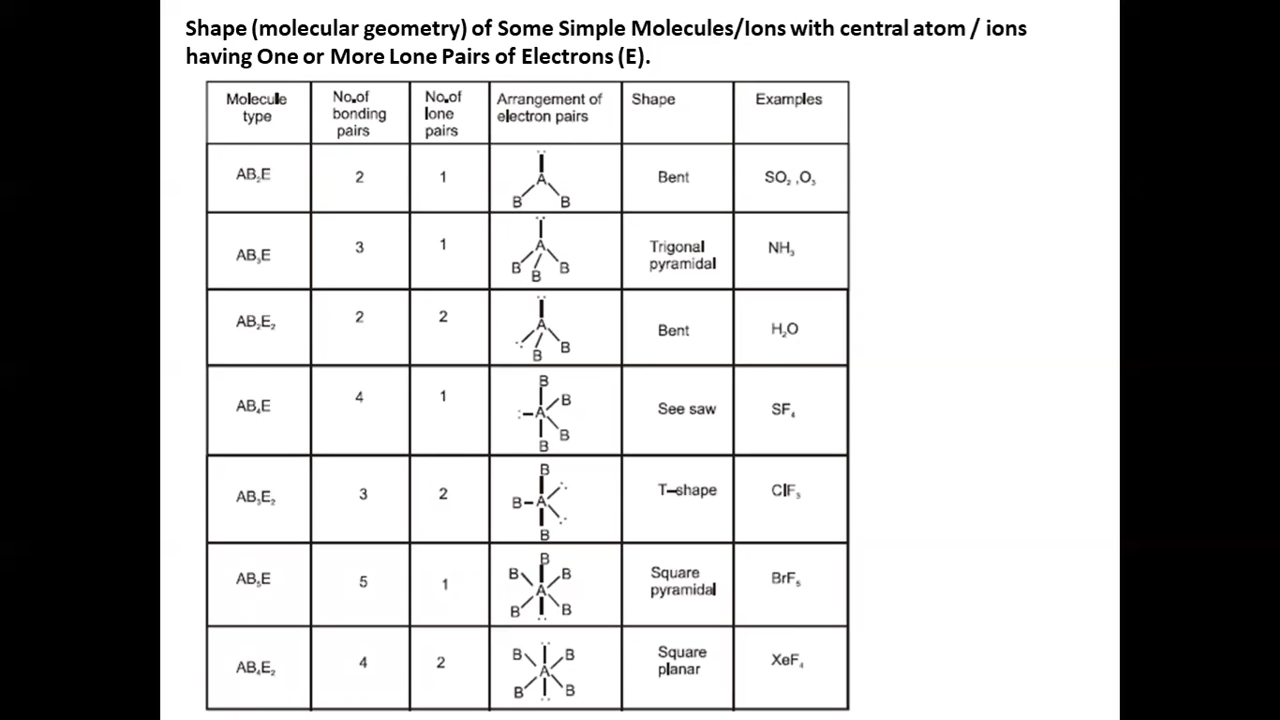 Shape (molecular geometry) of Some Simple Molecules/Ions with central atom / ions
having One or More Lone Pairs of Electrons (E).
Molecule
type
No.of
bonding
pairs
No.of
lone
pairs
Arrangement of
electron pairs
Shape
Examples
AB₂E
2
1
A
B B
Bent
SO₂ ,O₃
AB₃E
3
1
A
B B B
Trigonal
pyramidal
NH₃
AB₂E₂
2
2
A
B B
Bent
H₂O
AB₄E
4
1
B
B
A
B
B
See saw
SF₄
AB₃E₂
3
2
B
B A
B
T-shape
ClF₃
AB₅E
5
1
B
B B
A
B B
Square
pyramidal
BrF₅
AB₄E₂
4
2
B B
A
B B
Square
planar
XeF₄